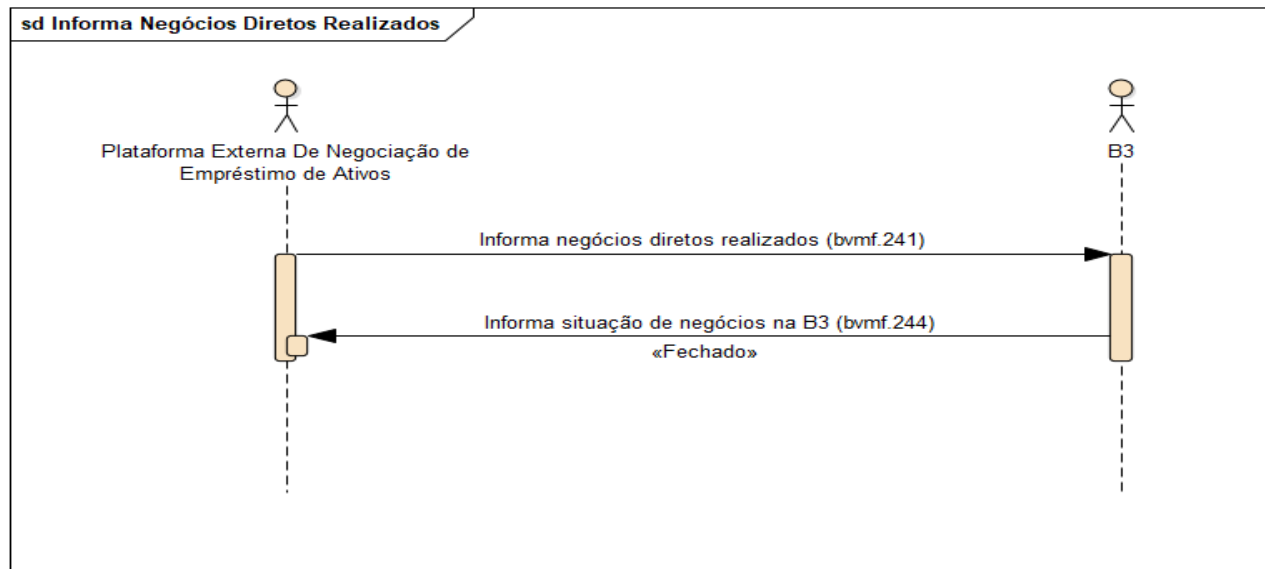 sd Informa Negócios Diretos Realizados
Plataforma Externa De Negociação de
Empréstimo de Ativos
B3
Informa negócios diretos realizados (bvmf.241)
Informa situação de negócios na B3 (bvmf.244)
«Fechado»